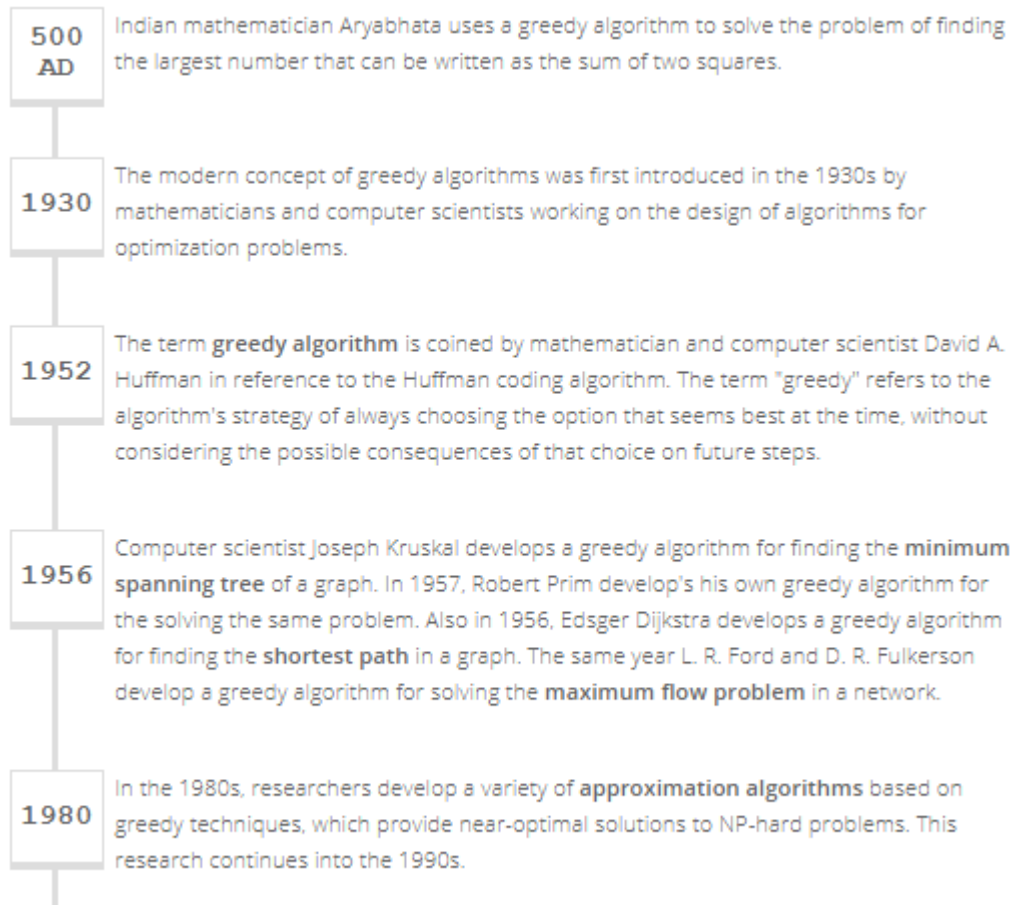 500
AD
Indian mathematician Aryabhata uses a greedy algorithm to solve the problem of finding
the largest number that can be written as the sum of two squares.
1930
The modern concept of greedy algorithms was first introduced in the 1930s by
mathematicians and computer scientists working on the design of algorithms for
optimization problems.
1952
The term greedy algorithm is coined by mathematician and computer scientist David A.
Huffman in reference to the Huffman coding algorithm. The term "greedy" refers to the
algorithm's strategy of always choosing the option that seems best at the time, without
considering the possible consequences of that choice on future steps.
1956
Computer scientist Joseph Kruskal develops a greedy algorithm for finding the minimum
spanning tree of a graph. In 1957, Robert Prim develop's his own greedy algorithm for
the solving the same problem. Also in 1956, Edsger Dijkstra develops a greedy algorithm
for finding the shortest path in a graph. The same year L. R. Ford and D. R. Fulkerson
develop a greedy algorithm for solving the maximum flow problem in a network.
1980
In the 1980s, researchers develop a variety of approximation algorithms based on
greedy techniques, which provide near-optimal solutions to NP-hard problems. This
research continues into the 1990s.